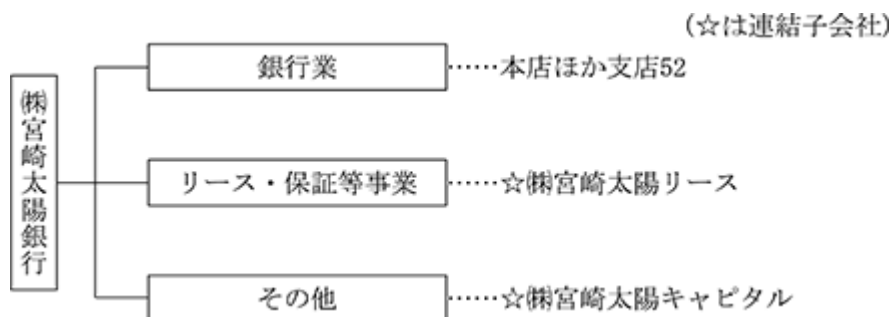 (☆は連結子会社)
㈱宮崎太陽銀行
銀行業……本店ほか支店52
リース・保証等事業……☆㈱宮崎太陽リース
その他……☆㈱宮崎太陽キャピタル